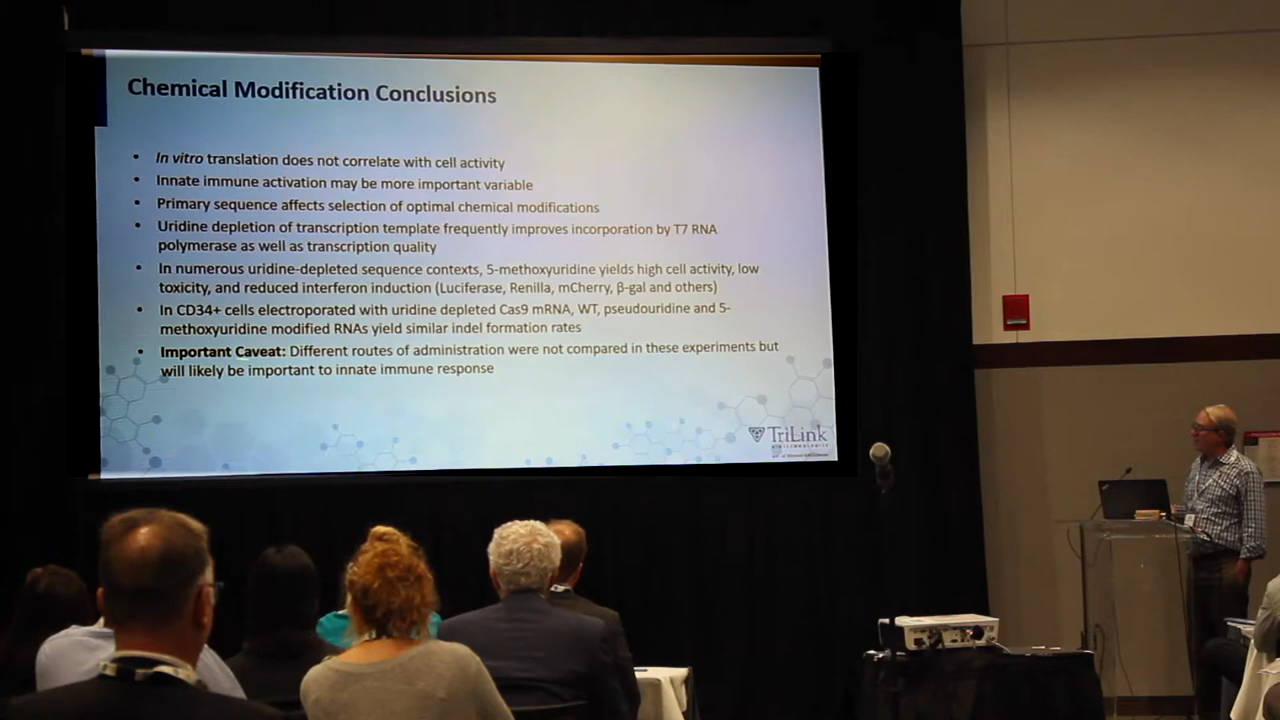 Chemical Modification Conclusions
• In vitro translation does not correlate with cell activity
• Innate immune activation may be more important variable
• Primary sequence affects selection of optimal chemical modifications
• Uridine depletion of transcription template frequently improves incorporation by T7 RNA
polymerase as well as transcription quality
• In numerous uridine-depleted sequence contexts, 5-methoxyuridine yields high cell activity, low
toxicity, and reduced interferon induction (Luciferase, Renilla, mCherry, β-gal and others)
• In CD34+ cells electroporated with uridine depleted Cas9 mRNA, WT, pseudouridine and 5-
methoxyuridine modified RNAs yield similar indel formation rates
• Important Caveat: Different routes of administration were not compared in these experiments but
will likely be important to innate immune response
TriLink